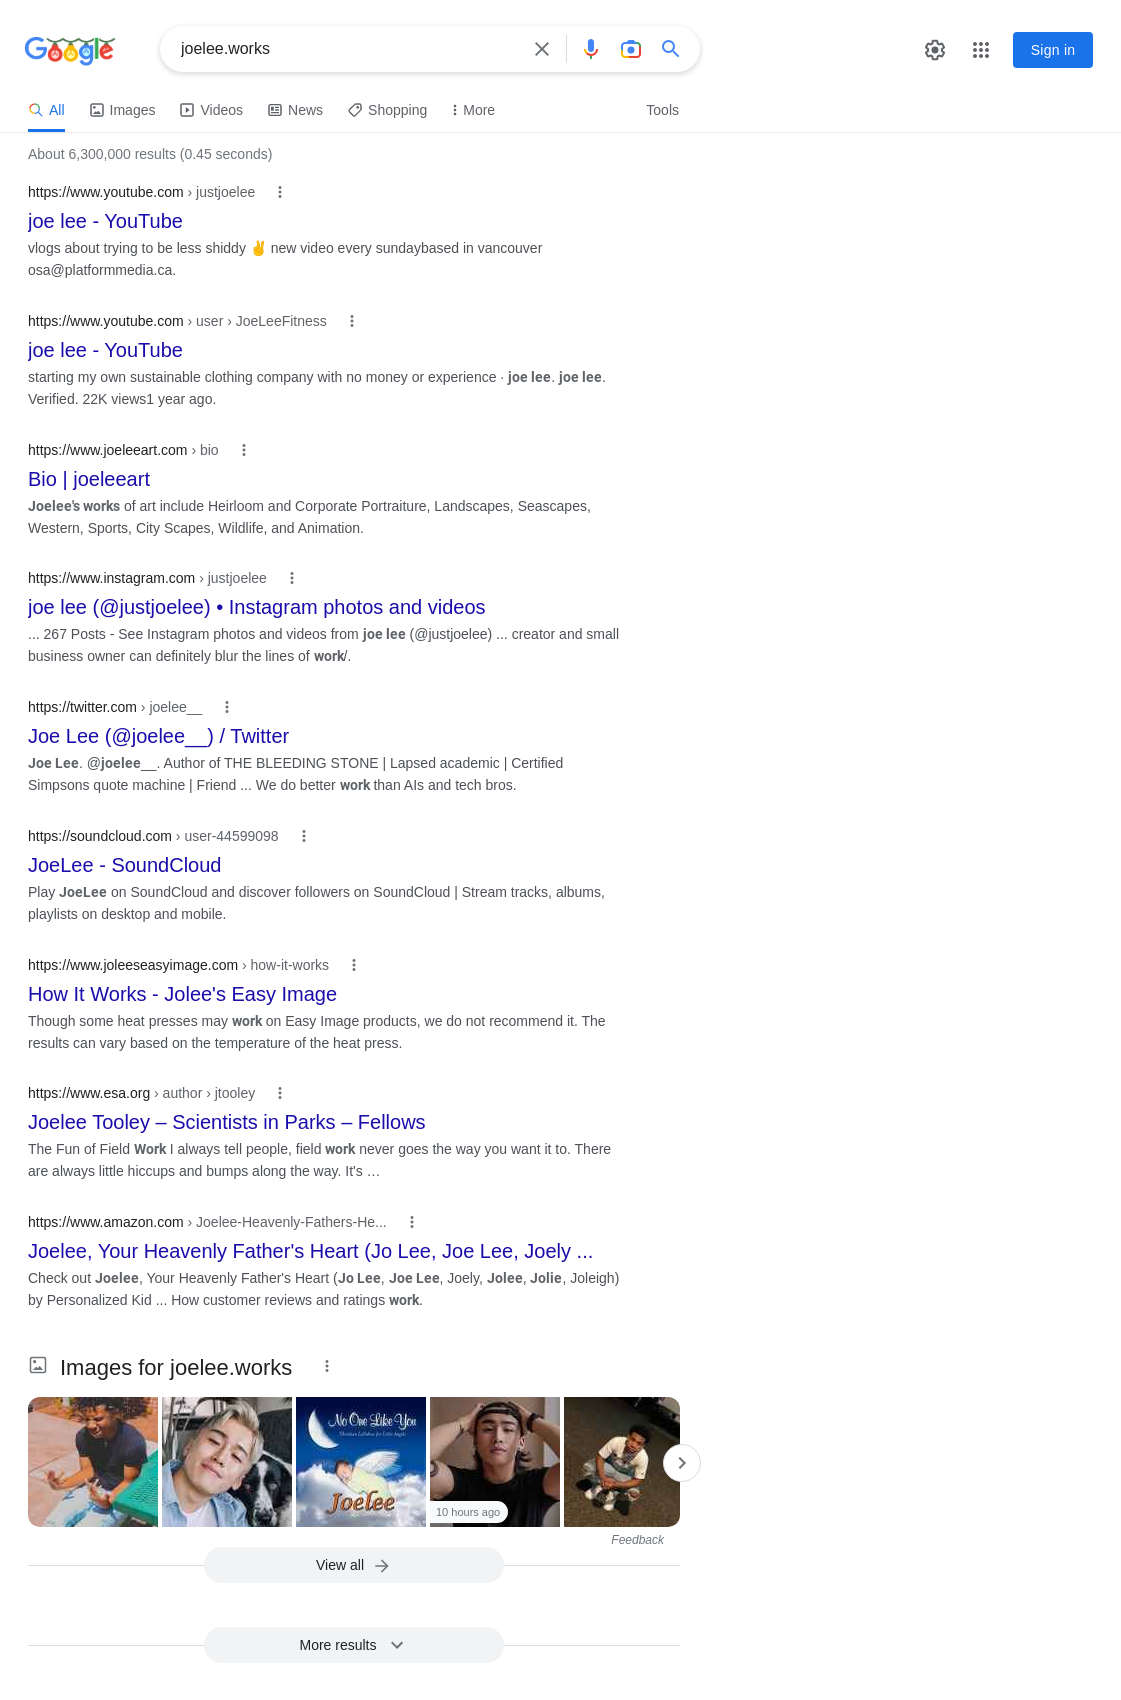 Google
joelee.works
Sign in
All
Images
Videos
News
Shopping
More
Tools
About 6,300,000 results (0.45 seconds)
https://www.youtube.com › justjoelee
joe lee - YouTube
vlogs about trying to be less shiddy ✌️ new video every sundaybased in vancouver
osa@platformmedia.ca.
https://www.youtube.com › user › JoeLeeFitness
joe lee - YouTube
starting my own sustainable clothing company with no money or experience · joe lee. joe lee.
Verified. 22K views1 year ago.
https://www.joeleeart.com › bio
Bio | joeleeart
Joelee's works of art include Heirloom and Corporate Portraiture, Landscapes, Seascapes,
Western, Sports, City Scapes, Wildlife, and Animation.
https://www.instagram.com › justjoelee
joe lee (@justjoelee) • Instagram photos and videos
... 267 Posts - See Instagram photos and videos from joe lee (@justjoelee) ... creator and small
business owner can definitely blur the lines of work/.
https://twitter.com › joelee__
Joe Lee (@joelee__) / Twitter
Joe Lee. @joelee__. Author of THE BLEEDING STONE | Lapsed academic | Certified
Simpsons quote machine | Friend ... We do better work than AIs and tech bros.
https://soundcloud.com › user-44599098
JoeLee - SoundCloud
Play JoeLee on SoundCloud and discover followers on SoundCloud | Stream tracks, albums,
playlists on desktop and mobile.
https://www.joleeseasyimage.com › how-it-works
How It Works - Jolee's Easy Image
Though some heat presses may work on Easy Image products, we do not recommend it. The
results can vary based on the temperature of the heat press.
https://www.esa.org › author › jtooley
Joelee Tooley – Scientists in Parks – Fellows
The Fun of Field Work I always tell people, field work never goes the way you want it to. There
are always little hiccups and bumps along the way. It's …
https://www.amazon.com › Joelee-Heavenly-Fathers-He...
Joelee, Your Heavenly Father's Heart (Jo Lee, Joe Lee, Joely ...
Check out Joelee, Your Heavenly Father's Heart (Jo Lee, Joe Lee, Joely, Jolee, Jolie, Joleigh)
by Personalized Kid ... How customer reviews and ratings work.
Images for joelee.works
No One Like You
Joelee
10 hours ago
Feedback
View all
More results